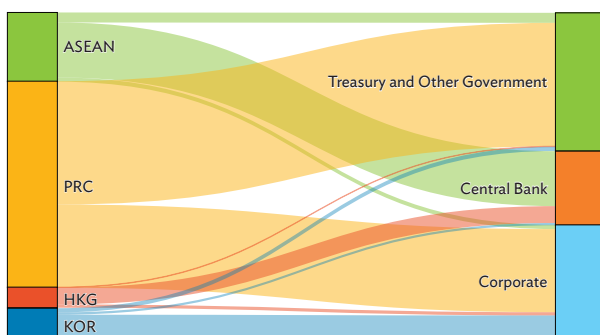 ASEAN
Treasury and Other Government
PRC
Central Bank
Corporate
HKG
KOR